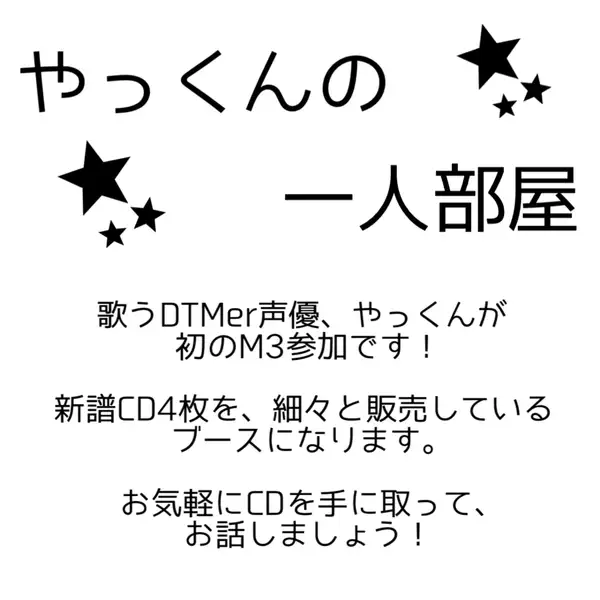 やっくんの
一人部屋
歌うDTMer声優、やっくんが
初のM3参加です！
新譜CD4枚を、細々と販売している
ブースになります。
お気軽にCDを手に取って、
お話しましょう！